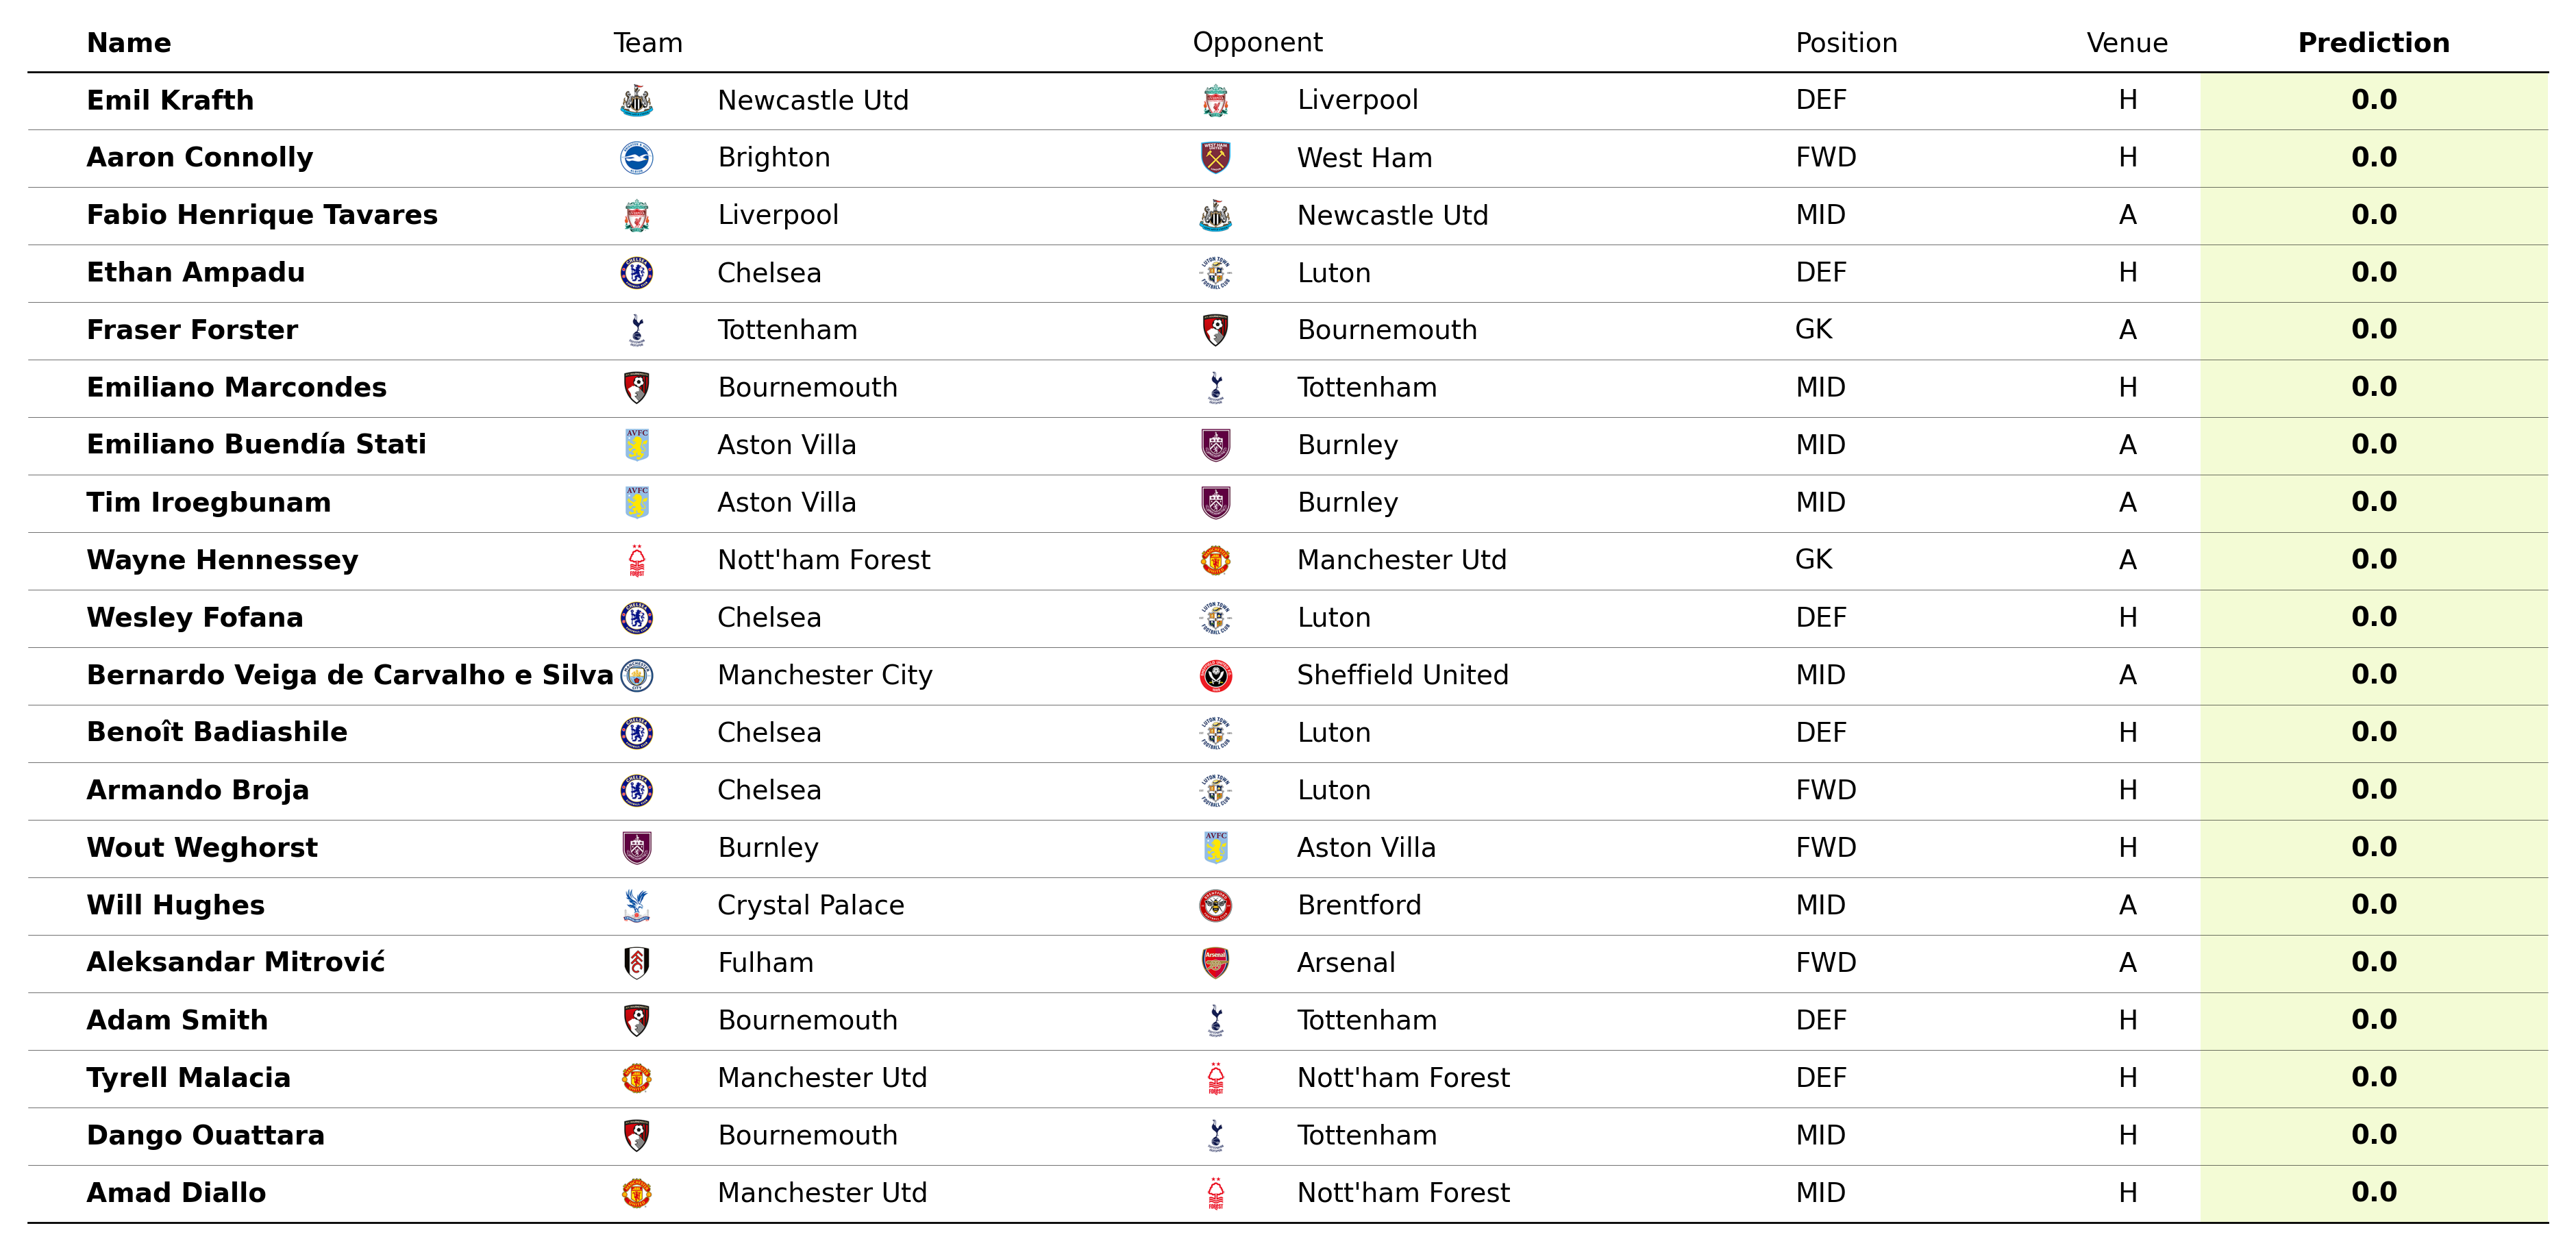 Name Team Opponent Position Venue Prediction
Emil Krafth Newcastle Utd Liverpool DEF H 0.0
Aaron Connolly Brighton West Ham FWD H 0.0
Fabio Henrique Tavares Liverpool Newcastle Utd MID A 0.0
Ethan Ampadu Chelsea Luton DEF H 0.0
Fraser Forster Tottenham Bournemouth GK A 0.0
Emiliano Marcondes Bournemouth Tottenham MID H 0.0
Emiliano Buendía Stati Aston Villa Burnley MID A 0.0
Tim Iroegbunam Aston Villa Burnley MID A 0.0
Wayne Hennessey Nott'ham Forest Manchester Utd GK A 0.0
Wesley Fofana Chelsea Luton DEF H 0.0
Bernardo Veiga de Carvalho e Silva Manchester City Sheffield United MID A 0.0
Benoît Badiashile Chelsea Luton DEF H 0.0
Armando Broja Chelsea Luton FWD H 0.0
Wout Weghorst Burnley Aston Villa FWD H 0.0
Will Hughes Crystal Palace Brentford MID A 0.0
Aleksandar Mitrović Fulham Arsenal FWD A 0.0
Adam Smith Bournemouth Tottenham DEF H 0.0
Tyrell Malacia Manchester Utd Nott'ham Forest DEF H 0.0
Dango Ouattara Bournemouth Tottenham MID H 0.0
Amad Diallo Manchester Utd Nott'ham Forest MID H 0.0